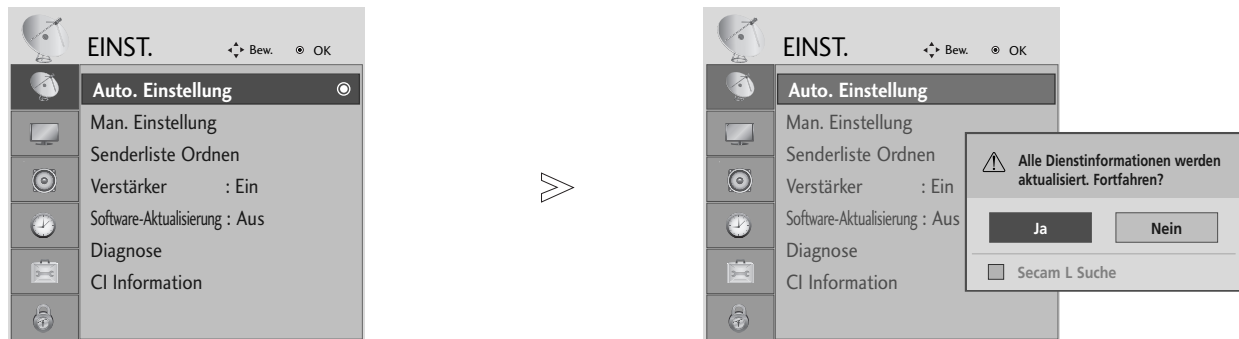 EINST. Bew. OK
Auto. Einstellung
Man. Einstellung
Senderliste Ordnen
Verstärker : Ein
Software-Aktualisierung : Aus
Diagnose
CI Information
EINST. Bew. OK
Auto. Einstellung
Man. Einstellung
Senderliste Ordnen
Verstärker : Ein
Software-Aktualisierung : Aus
Diagnose
CI Information
Alle Dienstinformationen werden
aktualisiert. Fortfahren?
Ja Nein
Secam L Suche